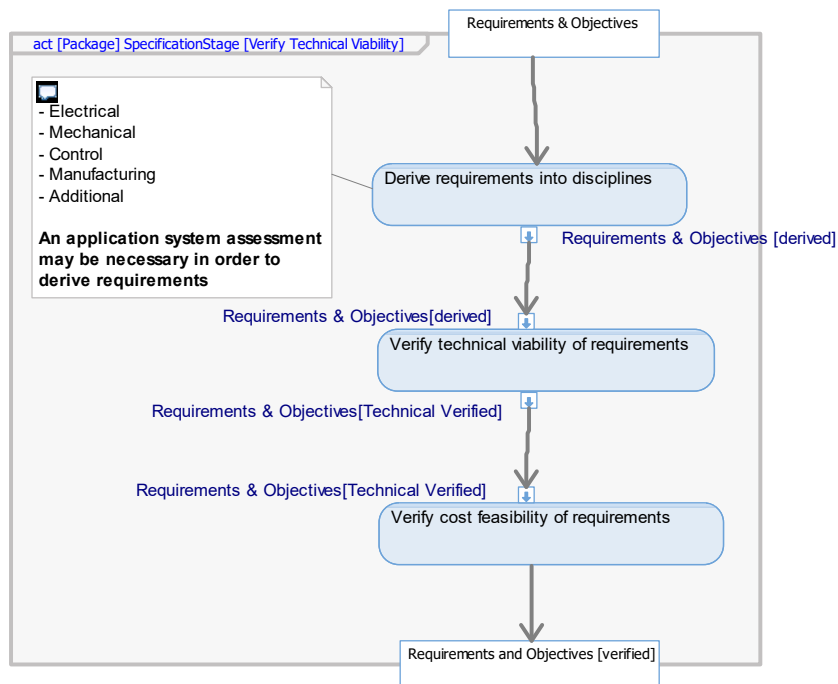 Requirements & Objectives
act [Package] SpecificationStage [Verify Technical Viability]
- Electrical
- Mechanical
- Control
- Manufacturing
- Additional
An application system assessment
may be necessary in order to
derive requirements
Derive requirements into disciplines
Requirements & Objectives [derived]
Requirements & Objectives[derived]
Verify technical viability of requirements
Requirements & Objectives[Technical Verified]
Requirements & Objectives[Technical Verified]
Verify cost feasibility of requirements
Requirements and Objectives [verified]